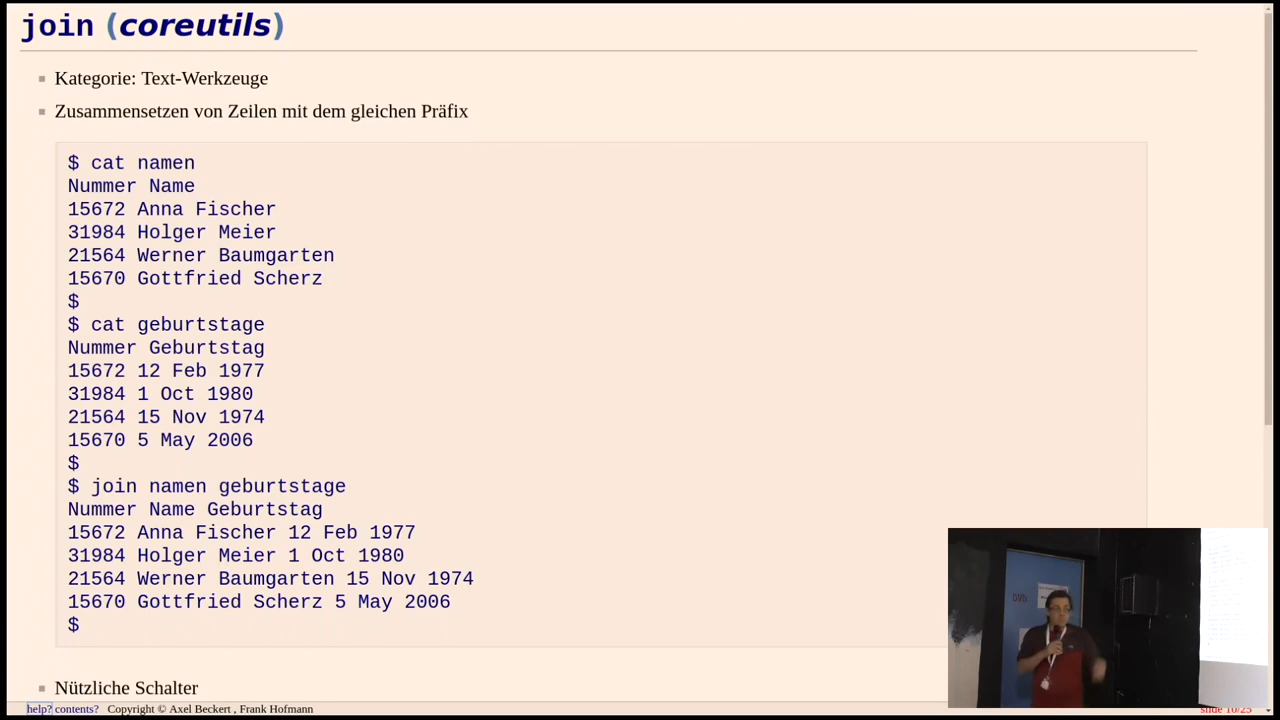 join (coreutils)
Kategorie: Text-Werkzeuge
Zusammensetzen von Zeilen mit dem gleichen Präfix
$ cat namen
Nummer Name
15672 Anna Fischer
31984 Holger Meier
21564 Werner Baumgarten
15670 Gottfried Scherz
$
$ cat geburtstage
Nummer Geburtstag
15672 12 Feb 1977
31984 1 Oct 1980
21564 15 Nov 1974
15670 5 May 2006
$
$ join namen geburtstage
Nummer Name Geburtstag
15672 Anna Fischer 12 Feb 1977
31984 Holger Meier 1 Oct 1980
21564 Werner Baumgarten 15 Nov 1974
15670 Gottfried Scherz 5 May 2006
$
Nützliche Schalter
help? contents? Copyright © Axel Beckert , Frank Hofmann
slide 10/25